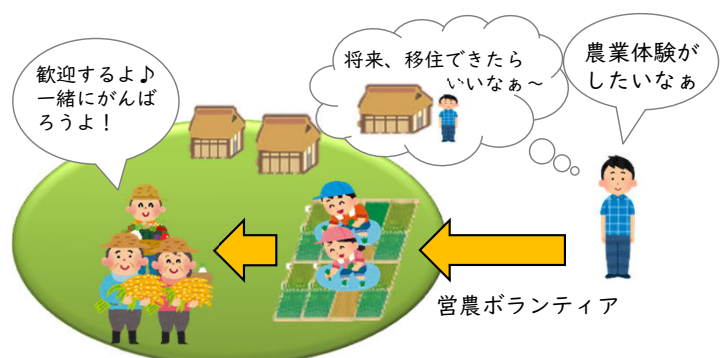 歓迎するよ♪
一緒にがんば
ろうよ！
将来、移住できたら
いいなぁ～
農業体験が
したいなぁ
営農ボランティア